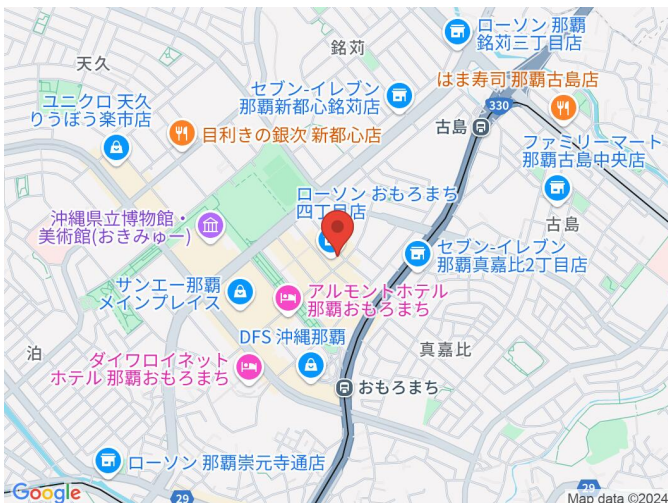 ローソン 那覇
銘苅三丁目店
銘苅
天久
セブン-イレブン
那覇新都心銘苅店
はま寿司 那覇古島店
ユニクロ 天久
りうぼう楽市店
330
目利きの銀次 新都心店
古島
ファミリーマート
那覇古島中央店
ローソン おもろまち
四丁目店
沖縄県立博物館・
美術館(おきみゅー)
古島
セブン-イレブン
那覇真嘉比2丁目店
サンエー那覇
メインプレイス
アルモントホテル
那覇おもろまち
DFS 沖縄那覇
真嘉比
泊
ダイワロイネット
ホテル 那覇おもろまち
おもろまち
ローソン 那覇崇元寺通店
29
29
Google
Map data ©2024